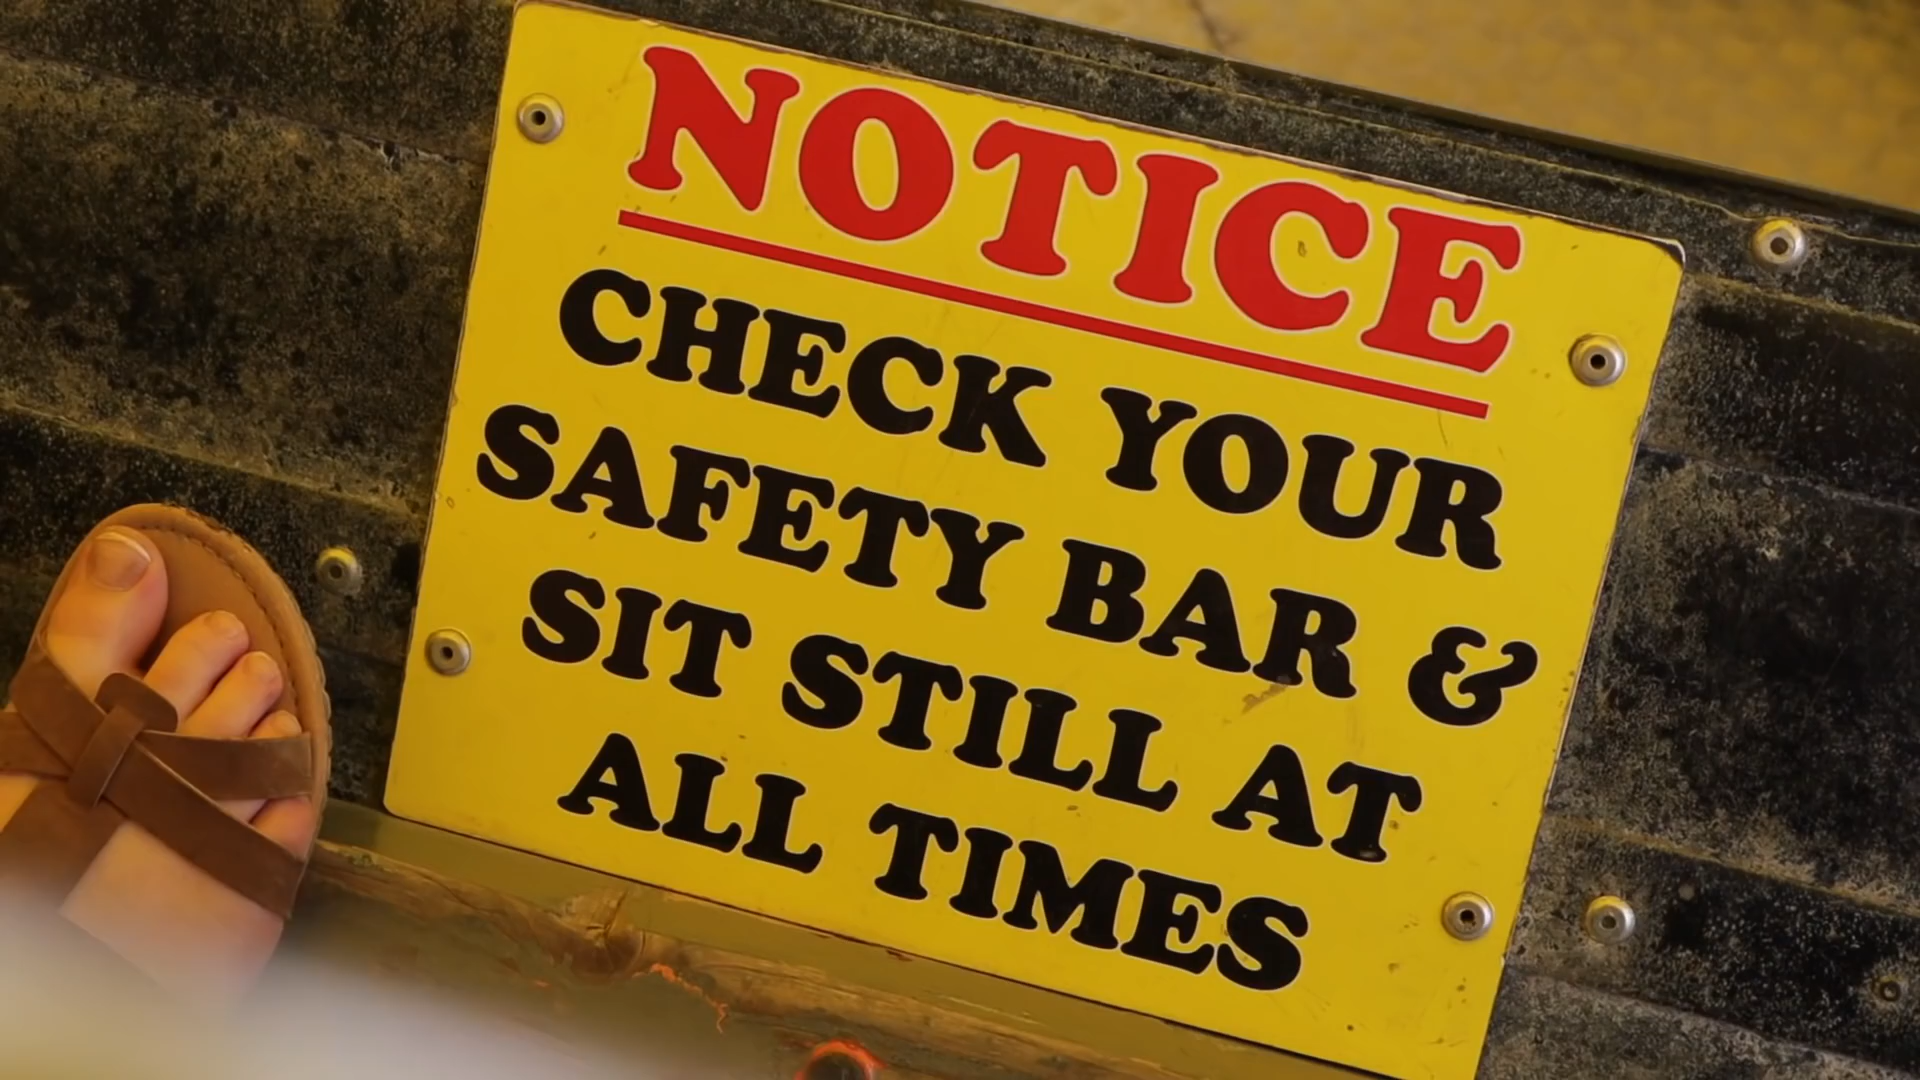 NOTICE
CHECK YOUR
SAFETY BAR &
SIT STILL AT
ALL TIMES